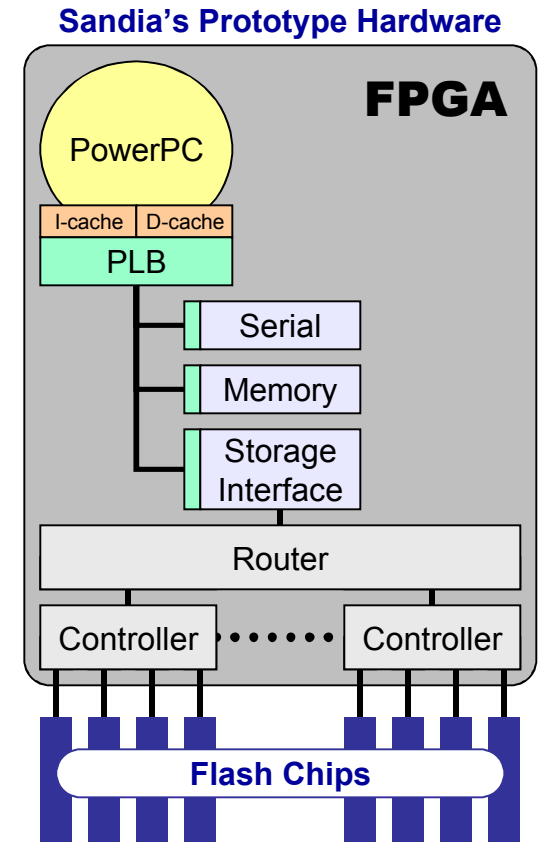 Sandia's Prototype Hardware
FPGA
PowerPC
I-cache D-cache
PLB
Serial
Memory
Storage
Interface
Router
Controller Controller
Flash Chips